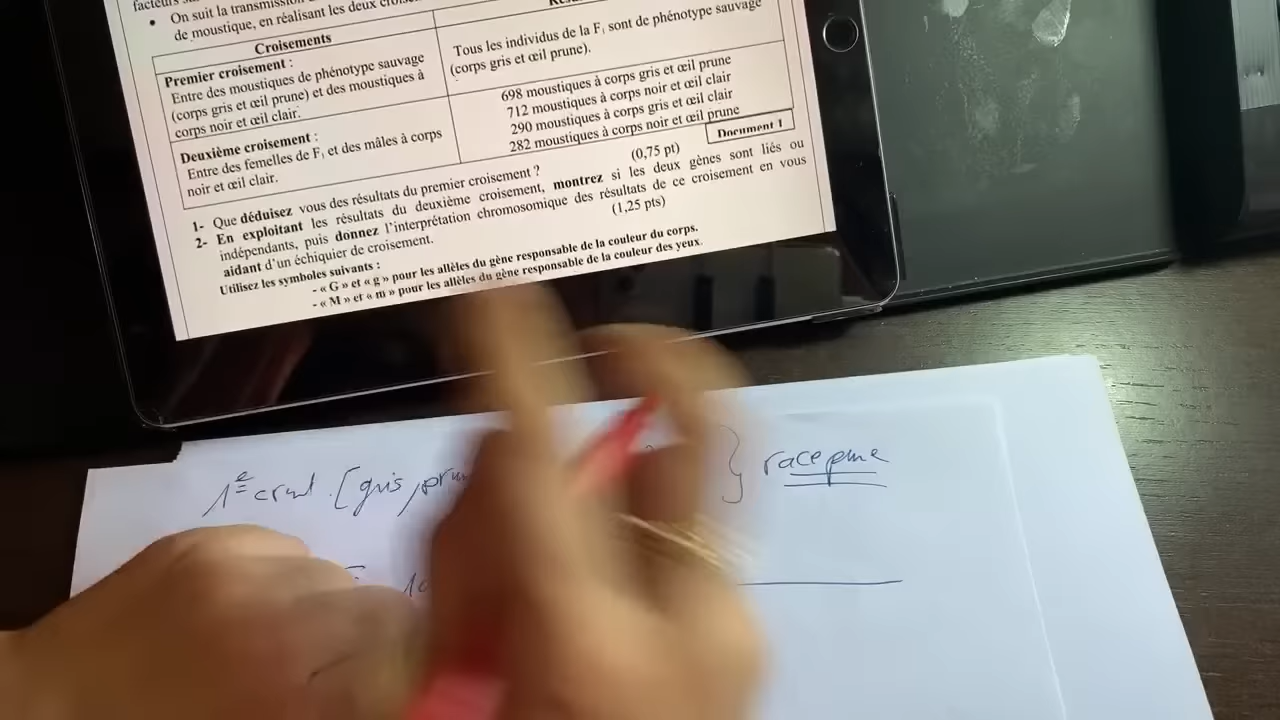 On suit la transmission
de moustique, en réalisant les deux
Croisements
Premier croisement :
Entre des moustiques de phénotype sauvage
(corps gris et œil prune) et des moustiques à
corps noir et œil clair.
Tous les individus de la F1 sont de phénotype sauvage
(corps gris et œil prune).
Deuxième croisement :
Entre des femelles de F1 et des mâles à corps
noir et œil clair.
698 moustiques à corps gris et œil prune
712 moustiques à corps noir et œil clair
290 moustiques à corps gris et œil clair
282 moustiques à corps noir et œil prune
Document 1
1- Que déduisez vous des résultats du premier croisement ? (0,75 pt)
2- En exploitant les résultats du deuxième croisement, montrez si les deux gènes sont liés ou
indépendants, puis donnez l'interprétation chromosomique des résultats de ce croisement en vous
aidant d'un échiquier de croisement. (1,25 pts)
Utilisez les symboles suivants :
- « G » et « g » pour les allèles du gène responsable de la couleur du corps.
- « M » et « m » pour les allèles du gène responsable de la couleur des yeux.
[gris, } race pure